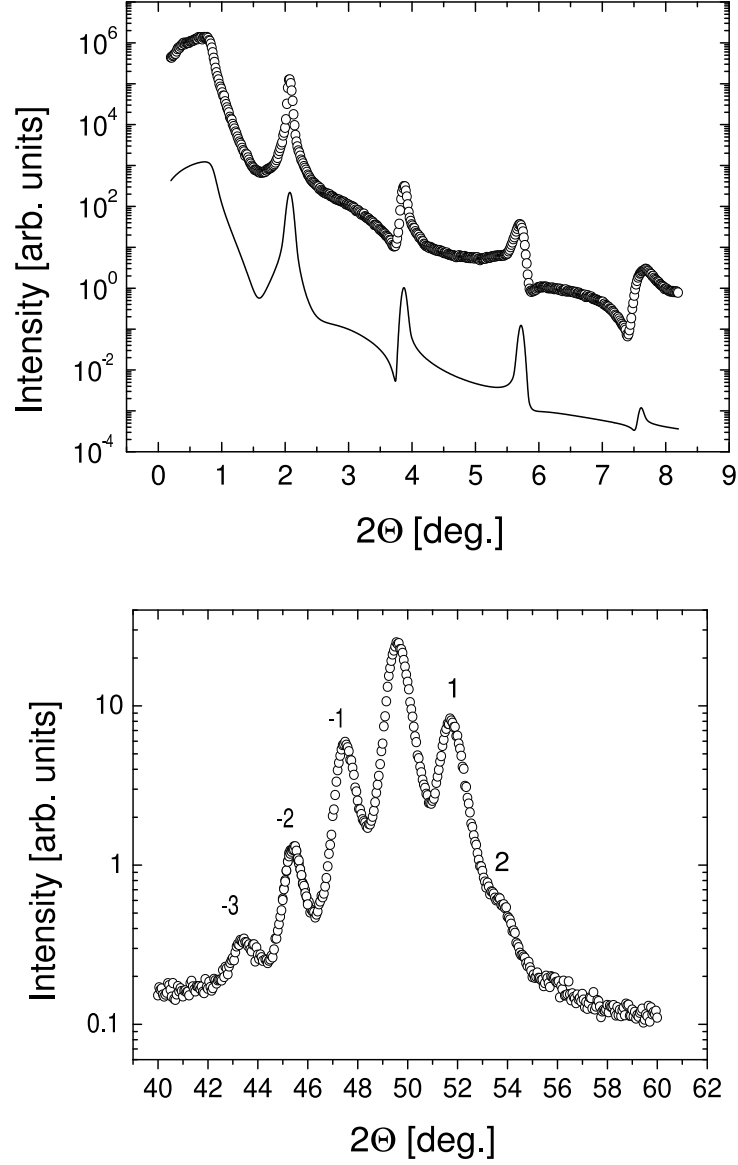 10^6
10^4
10^2
10^0
10^-2
10^-4
Intensity [arb. units]
0 1 2 3 4 5 6 7 8 9
2Θ [deg.]
10
1
0.1
Intensity [arb. units]
-3
-2
-1
1
2
40 42 44 46 48 50 52 54 56 58 60 62
2Θ [deg.]